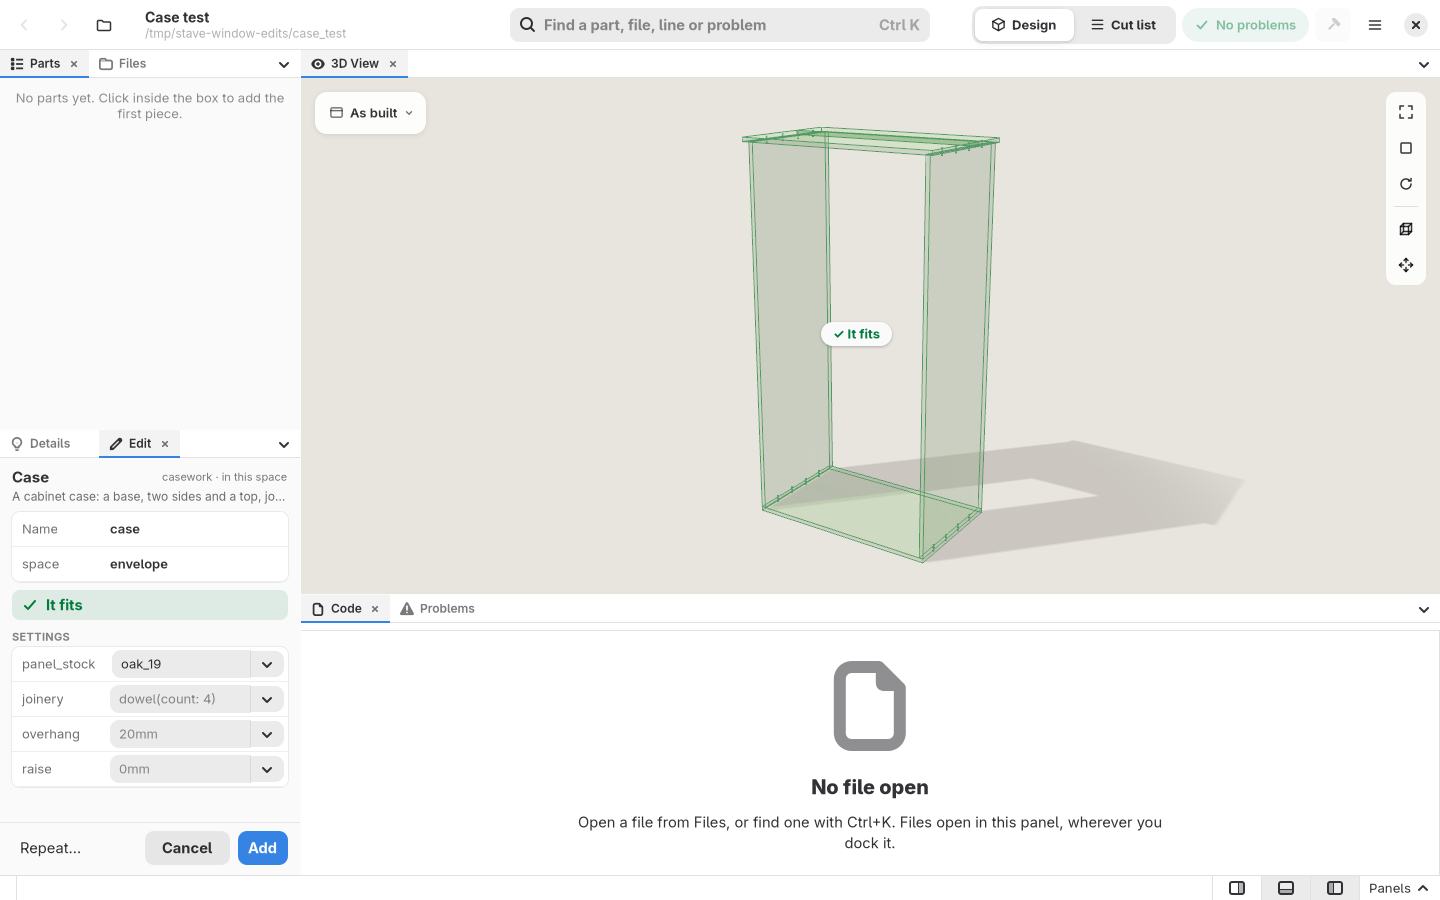 Case test
/tmp/stave-window-edits/case_test
Find a part, file, line or problem
Ctrl K
Design
Cut list
No problems
Parts
Files
3D View
No parts yet. Click inside the box to add the
first piece.
As built
It fits
Details
Edit
Case
casework · in this space
A cabinet case: a base, two sides and a top, jo...
Name
case
space
envelope
It fits
SETTINGS
panel_stock
oak_19
joinery
dowel(count: 4)
overhang
20mm
raise
0mm
Repeat...
Cancel
Add
Code
Problems
No file open
Open a file from Files, or find one with Ctrl+K. Files open in this panel, wherever you
dock it.
Panels